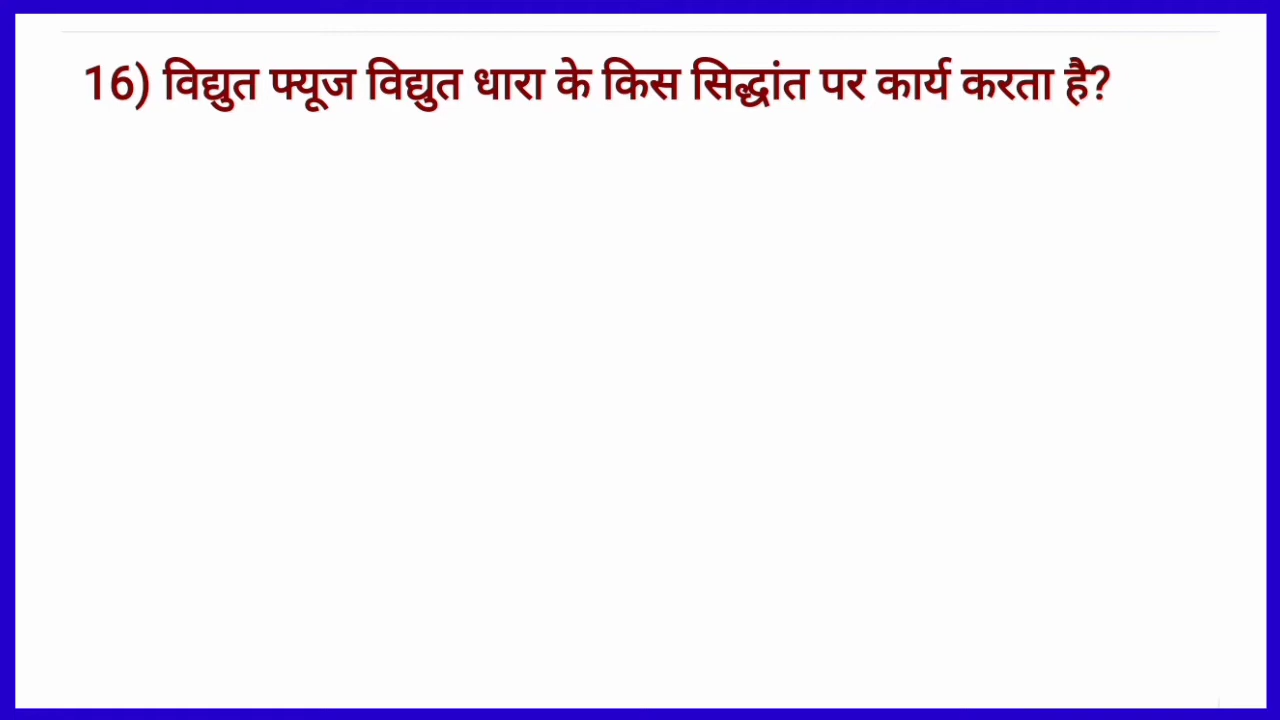 16) विद्युत फ्यूज विद्युत धारा के किस सिद्धांत पर कार्य करता है?